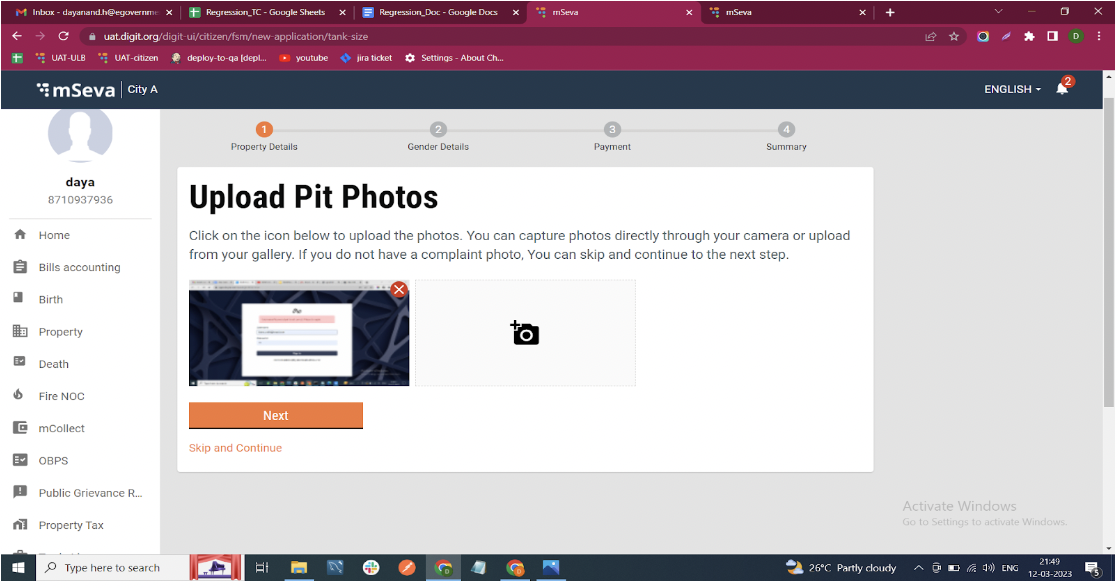 Inbox - dayanand.h@egovernme
Regression_TC - Google Sheets
Regression_Doc - Google Docs
mSeva
mSeva
uat.digit.org/digit-ui/citizen/fsm/new-application/tank-size
D
UAT-ULB
UAT-citizen
deploy-to-qa [depl...
youtube
jira ticket
Settings - About Ch...
mSeva City A
ENGLISH
2
daya
8710937936
Home
Bills accounting
Birth
Property
Death
Fire NOC
mCollect
OBPS
Public Grievance R...
Property Tax
1
2
3
4
Property Details
Gender Details
Payment
Summary
Upload Pit Photos
Click on the icon below to upload the photos. You can capture photos directly through your camera or upload
from your gallery. If you do not have a complaint photo, You can skip and continue to the next step.
Next
Skip and Continue
Activate Windows
Go to Settings to activate Windows.
Type here to search
26°C Partly cloudy
ENG
21:49
12-03-2023
5